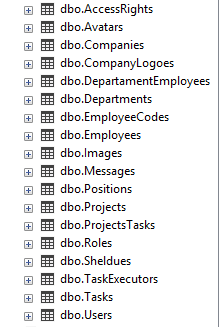 dbo.AccessRights
dbo.Avatars
dbo.Companies
dbo.CompanyLogoes
dbo.DepartamentEmployees
dbo.Departments
dbo.EmployeeCodes
dbo.Employees
dbo.Images
dbo.Messages
dbo.Positions
dbo.Projects
dbo.ProjectsTasks
dbo.Roles
dbo.Sheldues
dbo.TaskExecutors
dbo.Tasks
dbo.Users